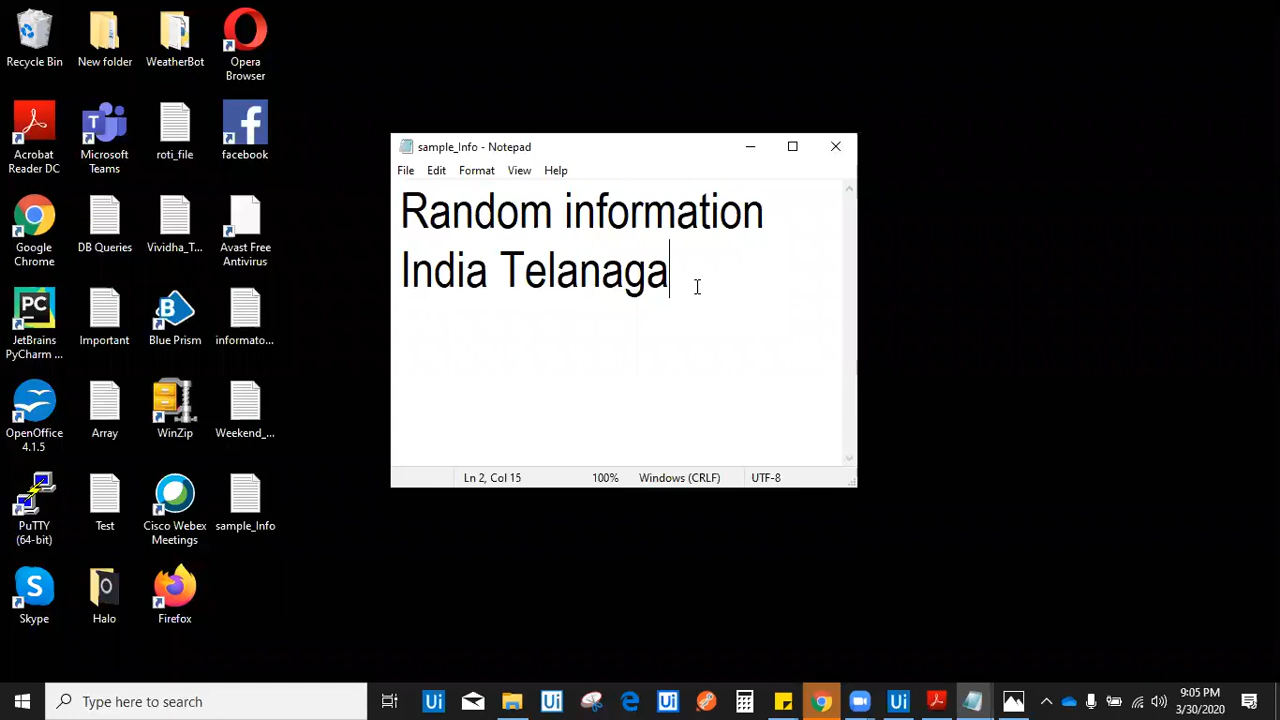 Recycle Bin
New folder
WeatherBot
Opera
Browser
Acrobat
Reader DC
Microsoft
Teams
roti_file
facebook
Google
Chrome
DB Queries
Vividha_T...
Avast Free
Antivirus
JetBrains
PyCharm ...
Important
Blue Prism
informato...
OpenOffice
4.1.5
Array
WinZip
Weekend_...
PuTTY
(64-bit)
Test
Cisco Webex
Meetings
sample_Info
Skype
Halo
Firefox
sample_Info - Notepad
File Edit Format View Help
Random information
India Telanaga
Ln 2, Col 15 100% Windows (CRLF) UTF-8
Type here to search
9:05 PM
3/30/2020